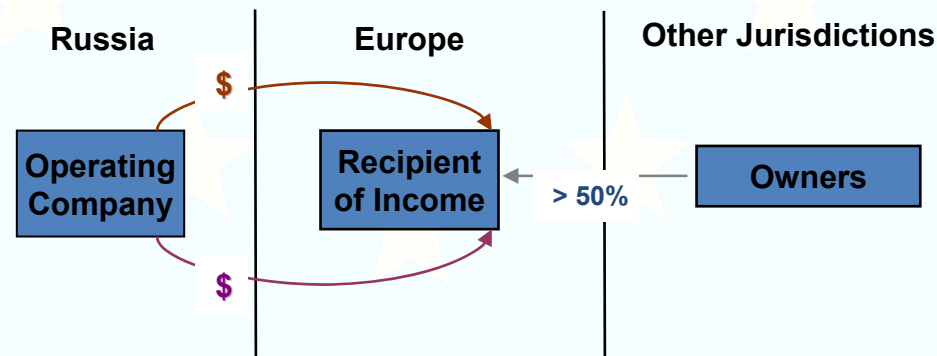 Russia
Europe
Other Jurisdictions
$
Operating
Company
Recipient
of Income
> 50%
Owners
$